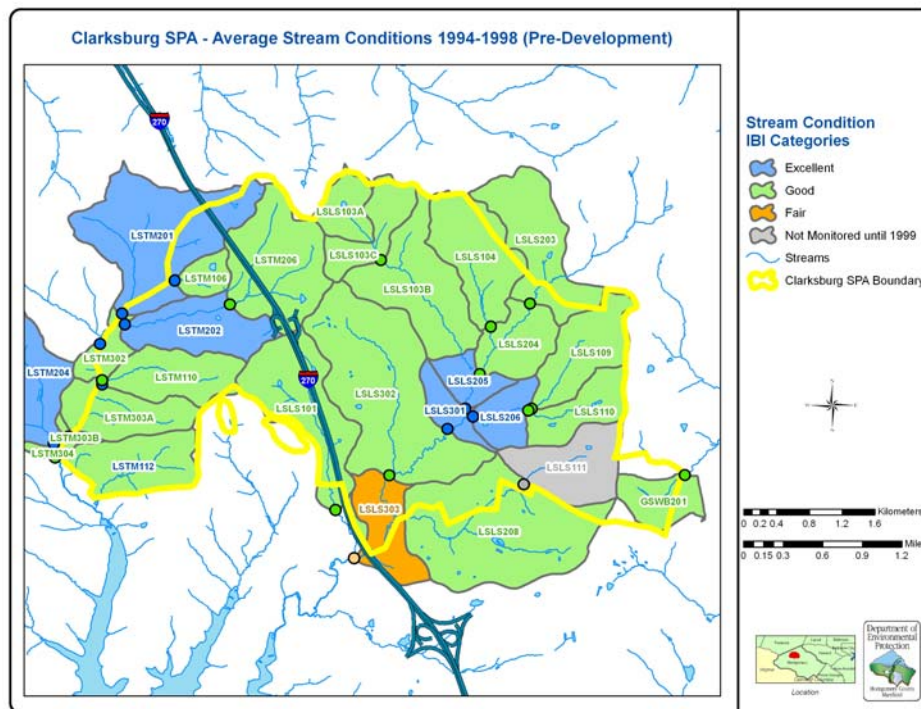 Clarksburg SPA - Average Stream Conditions 1994-1998 (Pre-Development)
270
LSTM201
LSTM106
LSTM206
LSLS103A
LSLS103C
LSLS103B
LSLS104
LSLS203
LSTM202
LSTM302
LSTM204
LSTM110
LSLS204
LSLS109
LSLS205
270
LSLS101
LSLS302
LSLS301
LSLS206
LSLS110
LSTM303A
LSTM303B
LSTM304
LSTM112
LSLS111
LSLS303
LSLS208
GSWB201
Stream Condition
IBI Categories
Excellent
Good
Fair
Not Monitored until 1999
Streams
Clarksburg SPA Boundary
Kilometers
0 0.2 0.4 0.8 1.2 1.6
Mile
0 0.15 0.3 0.6 0.9 1.2
Location
Department of
Environmental
Protection
Montgomery County
Maryland